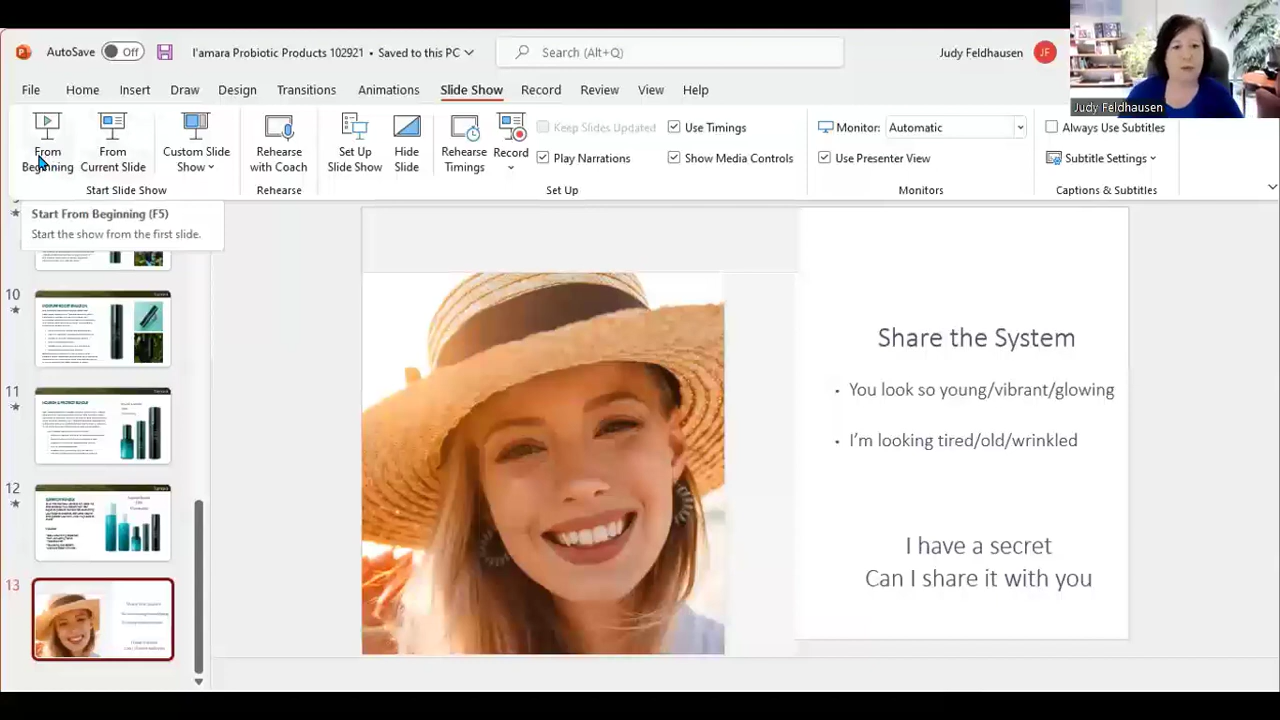 AutoSave Off I'amara Probiotic Products 102921 • Saved to this PC Search (Alt+Q) Judy Feldhausen JF
File Home Insert Draw Design Transitions Animations Slide Show Record Review View Help
Judy Feldhausen
From Beginning
From Current Slide
Custom Slide Show
Start Slide Show
Rehearse with Coach
Rehearse
Set Up Slide Show
Hide Slide
Rehearse Timings
Record
Keep Slides Updated
Play Narrations
Use Timings
Show Media Controls
Set Up
Monitor: Automatic
Use Presenter View
Monitors
Always Use Subtitles
Subtitle Settings
Captions & Subtitles
Start From Beginning (F5)
Start the show from the first slide.
10
11
12
13
Share the System
• You look so young/vibrant/glowing
• I'm looking tired/old/wrinkled
I have a secret
Can I share it with you